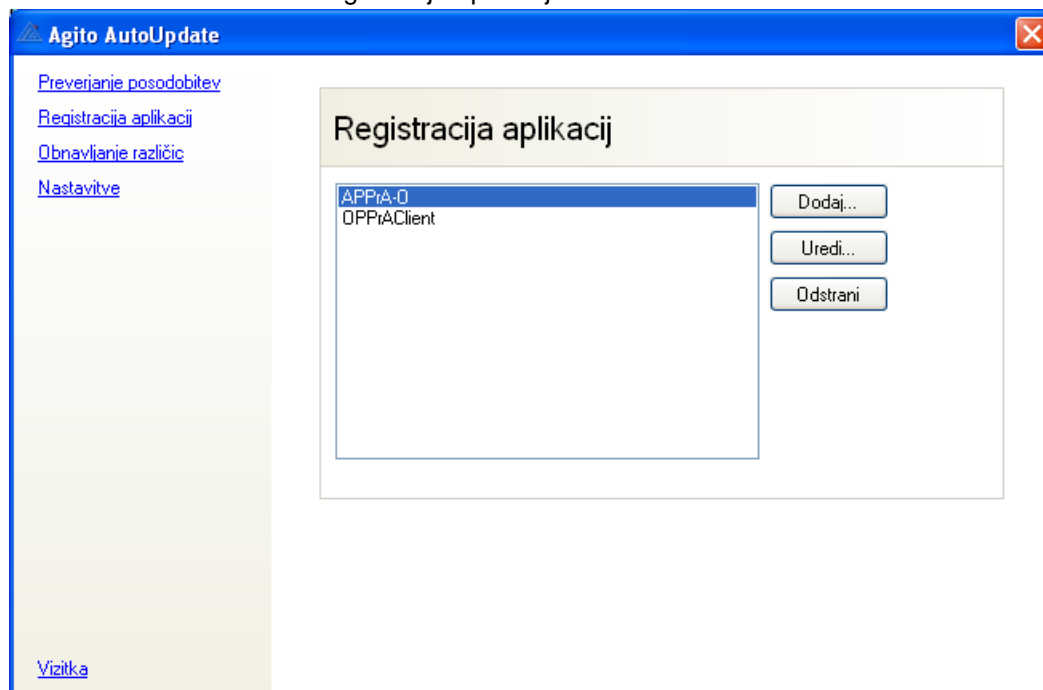 Agito AutoUpdate
Preverjanje posodobitev
Registracija aplikacij
Obnavljanje različic
Nastavitve
Registracija aplikacij
APPrA-O
OPPrAClient
Dodaj...
Uredi...
Odstrani
Vizitka